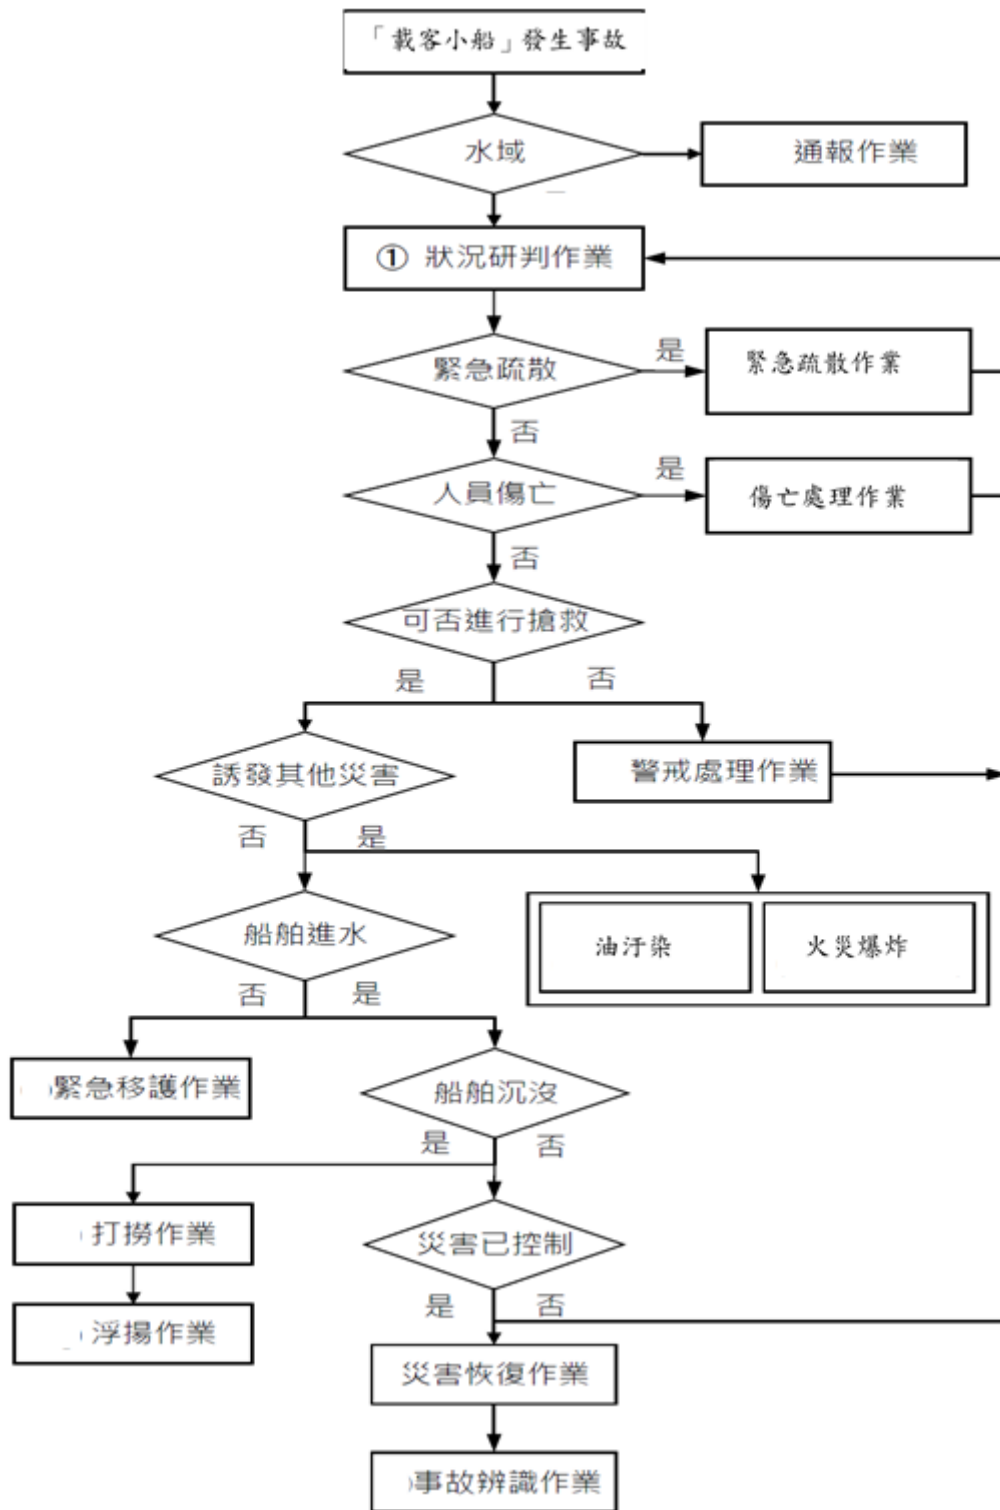 「載客小船」發生事故
水域
通報作業
① 狀況研判作業
緊急疏散
是
緊急疏散作業
否
人員傷亡
是
傷亡處理作業
否
可否進行搶救
是
否
誘發其他災害
警戒處理作業
否
是
船舶進水
油汙染
火災爆炸
否
是
緊急移護作業
船舶沉沒
是
否
打撈作業
災害已控制
浮揚作業
是
否
災害恢復作業
事故辨識作業